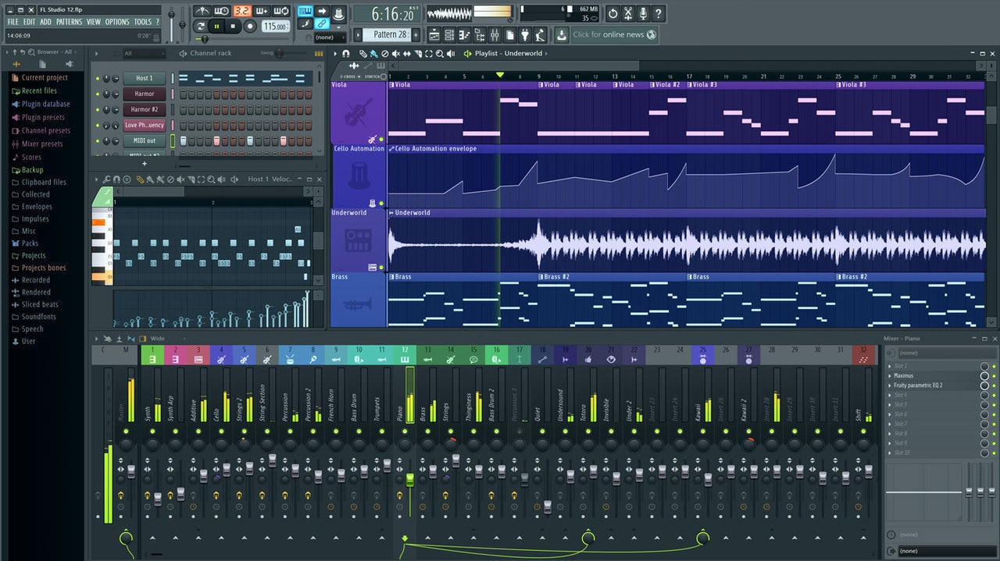 FL Studio 12.flp
FILE EDIT ADD PATTERNS VIEW OPTIONS TOOLS ?
14:06:09
0'28"
3.2
115.000
(none)
6:16:20
Pattern 28
6
662 MB
35
Click for online news
Browser - All
Current project
Recent files
Plugin database
Plugin presets
Channel presets
Mixer presets
Scores
Backup
Clipboard files
Collected
Envelopes
Impulses
Misc
Packs
Projects
Projects bones
Recorded
Rendered
Sliced beats
Soundfonts
Speech
User
All
Channel rack
Swing
Host 1
Harmor
Harmor #2
Love Ph...uency
MIDI out
MIDI out #2
Host 1 Veloc..
1 2 3
Playlist - Underworld
Z-CROSS
STRETCH
1 2 3 4 5 6 8 9 10 11 12 13 14 15 16 17 18 19 20 21 22 23 24 25 26 27 28 29 30 31 32
Viola
Viola Viola Viola Viola Viola #2 Viola #3 Viola #3
Cello Automation
Cello Automation envelope
Underworld
Underworld
Brass
Brass Brass #2 Brass Brass #2
Wide
C M 1 2 3 4 5 6 7 8 9 10 11 12 13 14 15 16 17 18 19 20 21 22 23 24 25 26 27 28 29 30 31 32
Master
Synth
Synth Arp
Additive
Cello
Strings 2
String Section
Percussion
Percussion 2
French Horn
Bass Drum
Trumpets
Piano
Brass
Strings
Thinginess
Bass Drum 2
Percussion 3
Quiet
Undersound
Totoro
Invisible
Under 2
Insert 23
Insert 24
Kawaii
Insert 26
Kawaii 2
Insert 28
Insert 29
Insert 30
Insert 31
Shift
Mixer - Piano
(none)
Slot 1
Maximus
Fruity parametric EQ 2
Slot 4
Slot 5
Slot 6
Slot 7
Slot 8
Slot 9
Slot 10
(none)
(none)